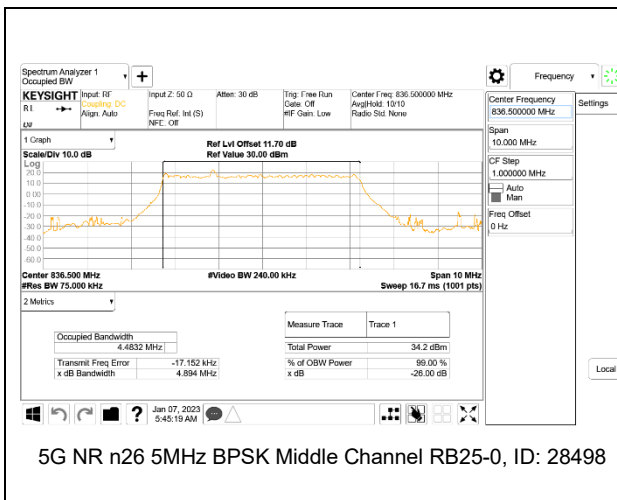 Spectrum Analyzer 1
Occupied BW
Frequency
KEYSIGHT
Input: RF
Coupling: DC
Align: Auto
Input Z: 50 Ω
Freq Ref: Int (S)
NFE: Off
Atten: 30 dB
Trig: Free Run
Gate: Off
#IF Gain: Low
Center Freq: 836.500000 MHz
Avg|Hold: 10/10
Radio Std: None
Center Frequency
836.500000 MHz
Settings
Span
10.000 MHz
CF Step
1.000000 MHz
Auto
Man
Freq Offset
0 Hz
Local
1 Graph
Scale/Div 10.0 dB
Ref Lvl Offset 11.70 dB
Ref Value 30.00 dBm
Log
20.0
10.0
0.00
-10.0
-20.0
-30.0
-40.0
-50.0
-60.0
Center 836.500 MHz
#Video BW 240.00 kHz
Span 10 MHz
#Res BW 75.000 kHz
Sweep 16.7 ms (1001 pts)
2 Metrics
Measure Trace
Trace 1
Occupied Bandwidth
4.4832 MHz
Total Power
34.2 dBm
Transmit Freq Error
-17.152 kHz
% of OBW Power
99.00 %
x dB Bandwidth
4.894 MHz
x dB
-26.00 dB
?
Jan 07, 2023
5:45:19 AM
5G NR n26 5MHz BPSK Middle Channel RB25-0, ID: 28498